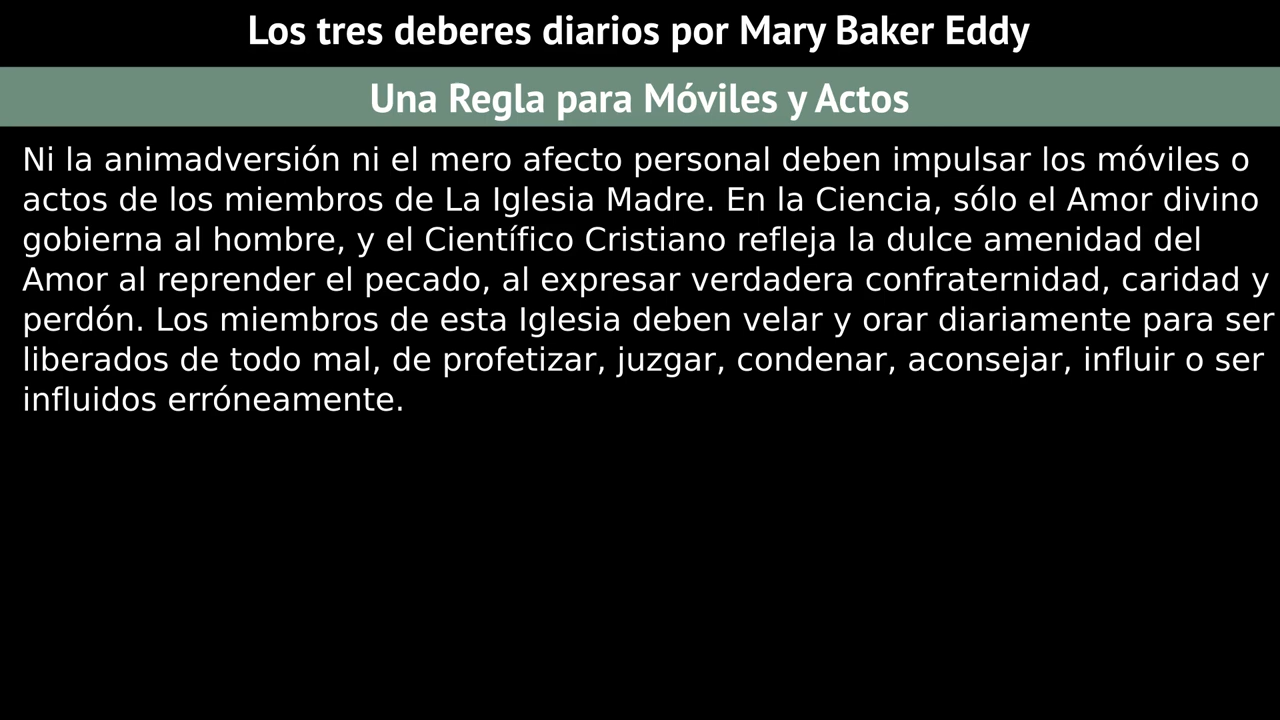 Los tres deberes diarios por Mary Baker Eddy
Una Regla para Móviles y Actos
Ni la animadversión ni el mero afecto personal deben impulsar los móviles o
actos de los miembros de La Iglesia Madre. En la Ciencia, sólo el Amor divino
gobierna al hombre, y el Científico Cristiano refleja la dulce amenidad del
Amor al reprender el pecado, al expresar verdadera confraternidad, caridad y
perdón. Los miembros de esta Iglesia deben velar y orar diariamente para ser
liberados de todo mal, de profetizar, juzgar, condenar, aconsejar, influir o ser
influidos erróneamente.